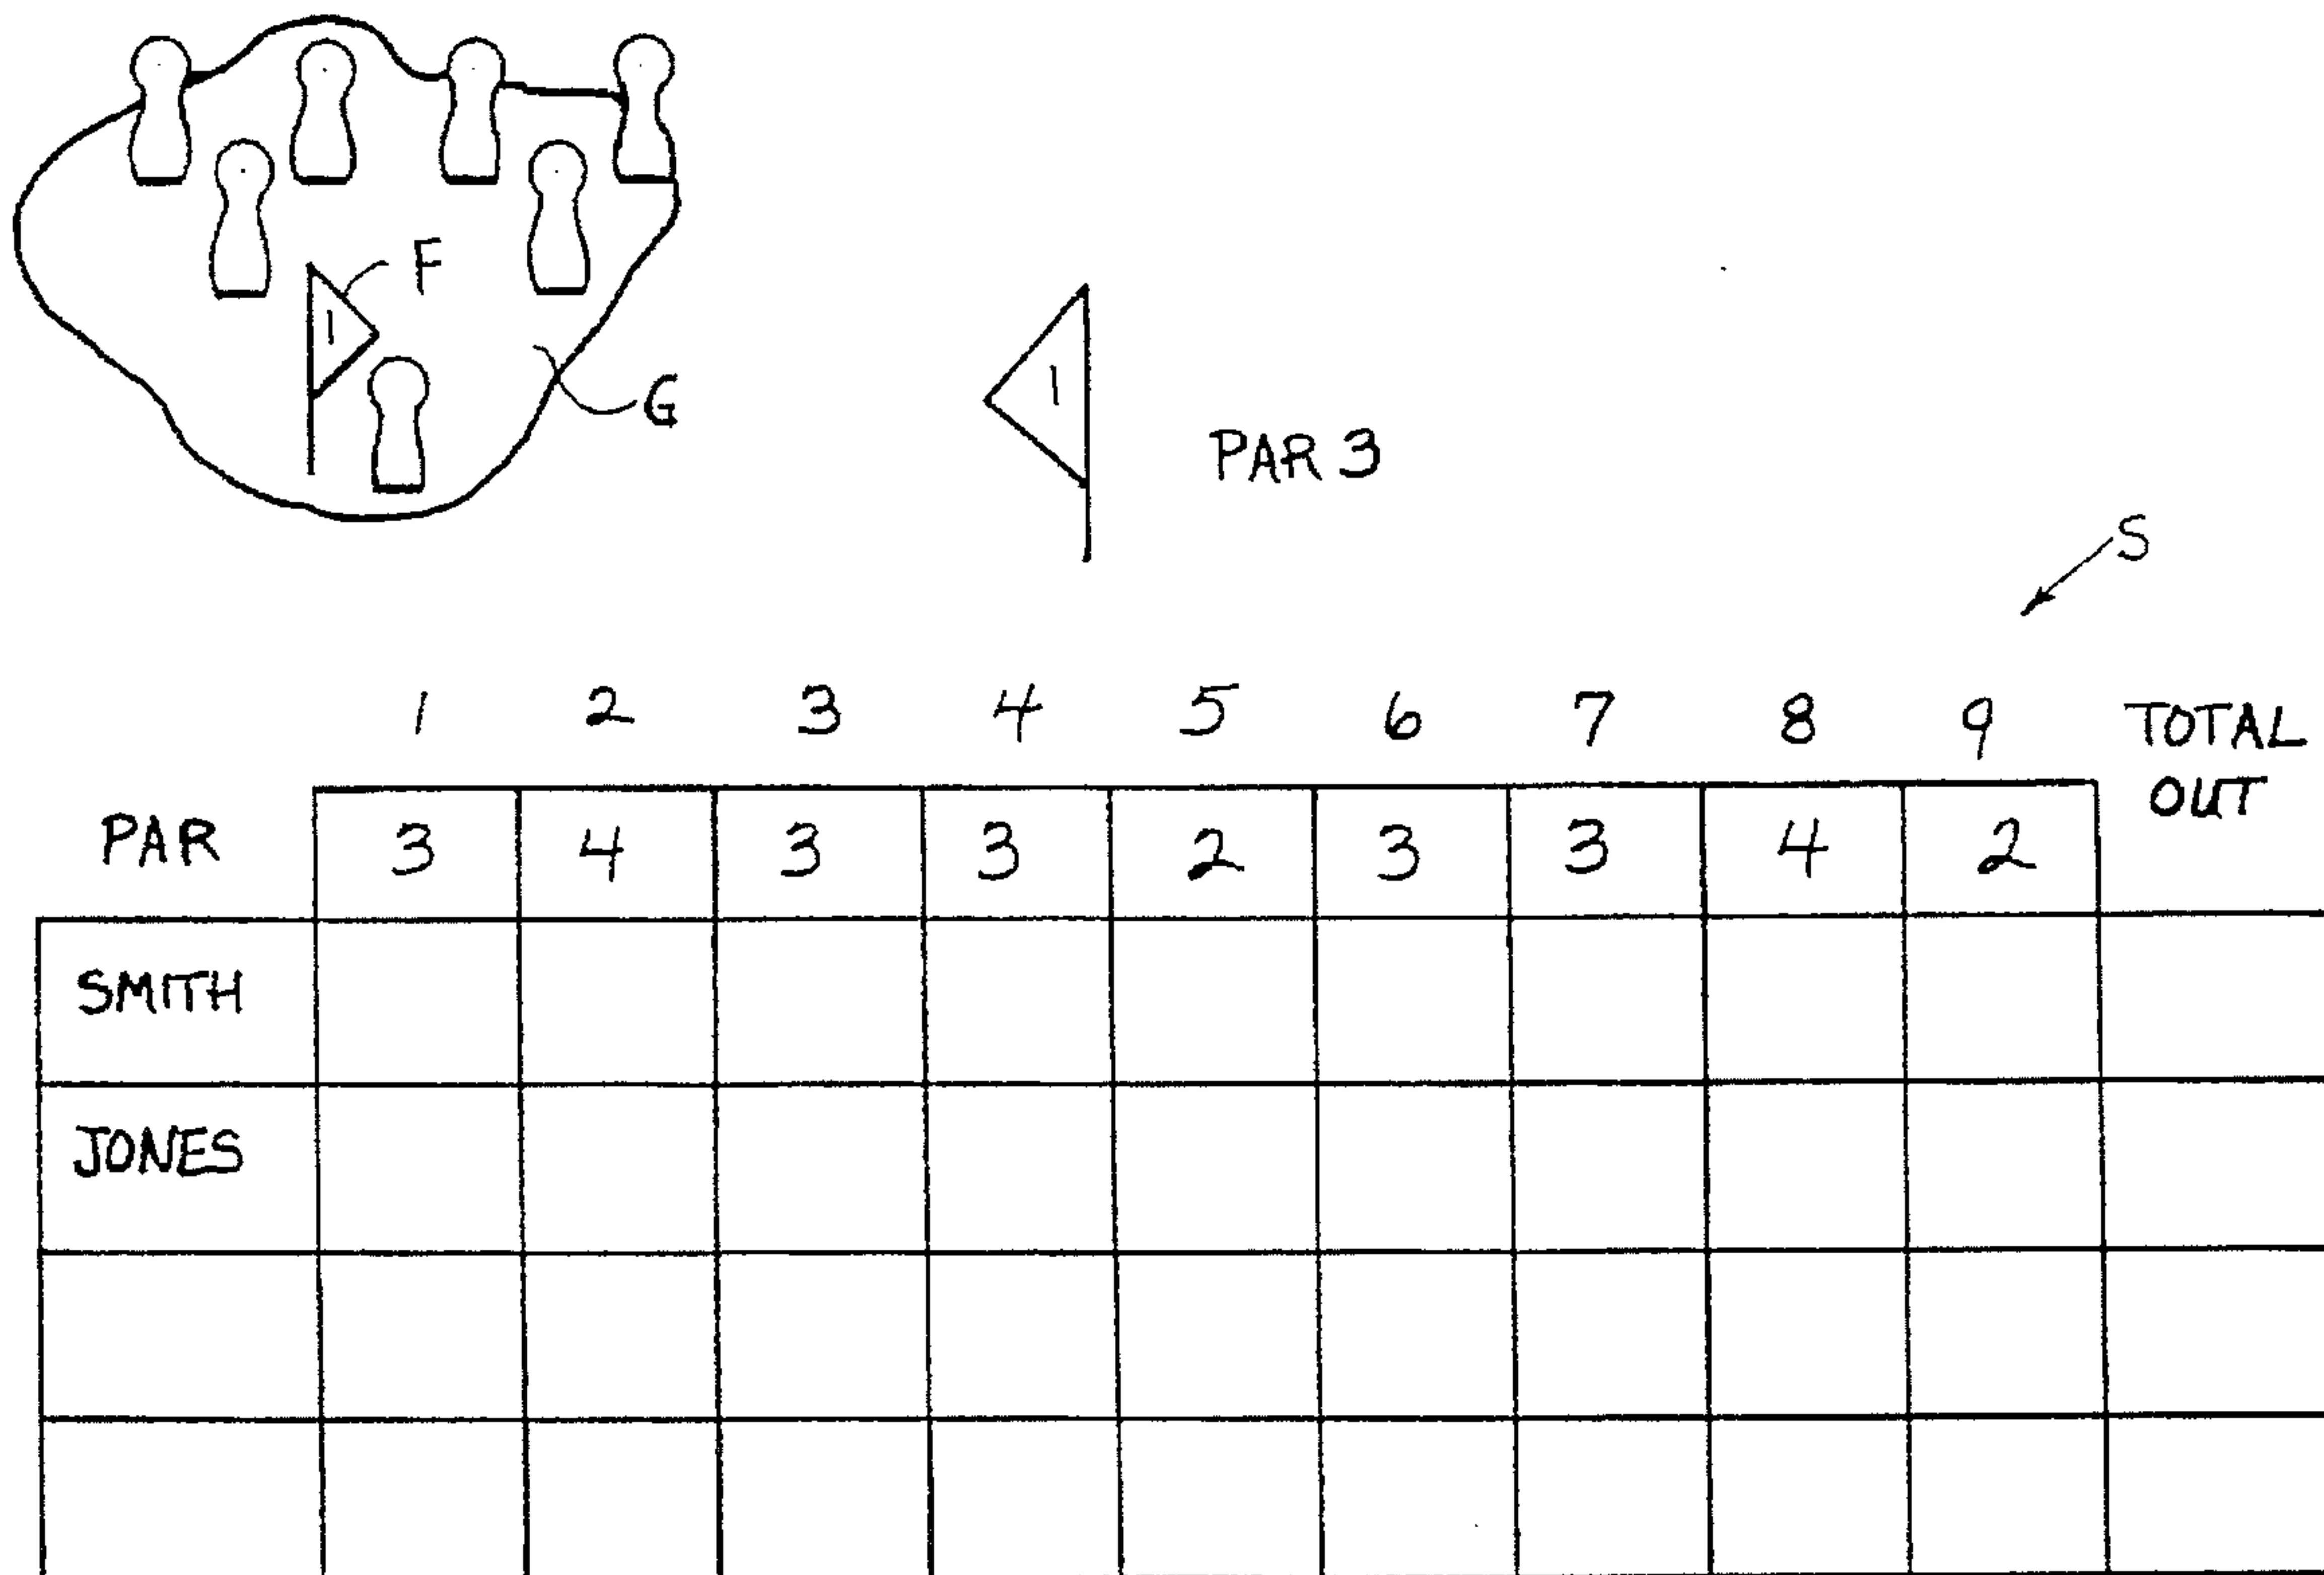 F
1
G
1
PAR 3
S
1 2 3 4 5 6 7 8 9 TOTAL OUT
PAR 3 4 3 3 2 3 3 4 2
SMITH
JONES